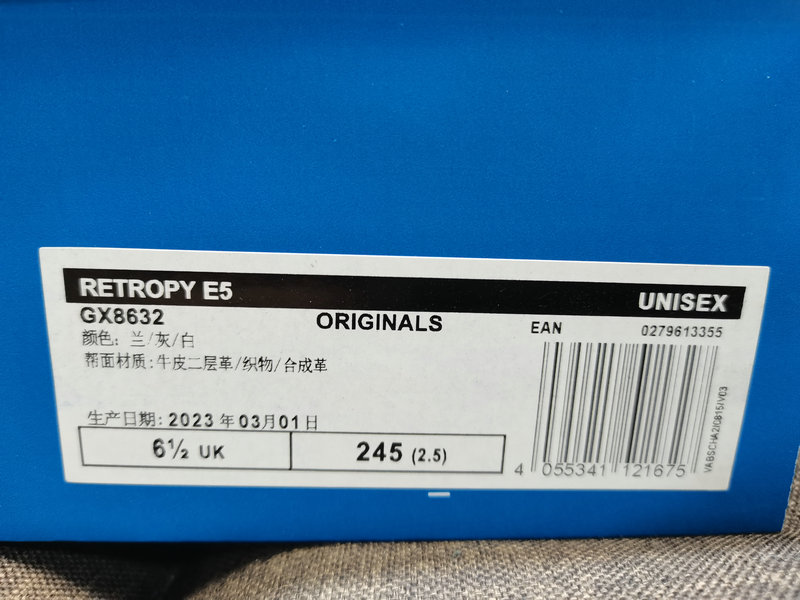 RETROPY E5
UNISEX
GX8632
ORIGINALS
EAN
0279613355
颜色: 兰/灰/白
帮面材质: 牛皮二层革/织物/合成革
生产日期: 2023 年 03月01日
6½ UK
245 (2.5)
4 055341 121675